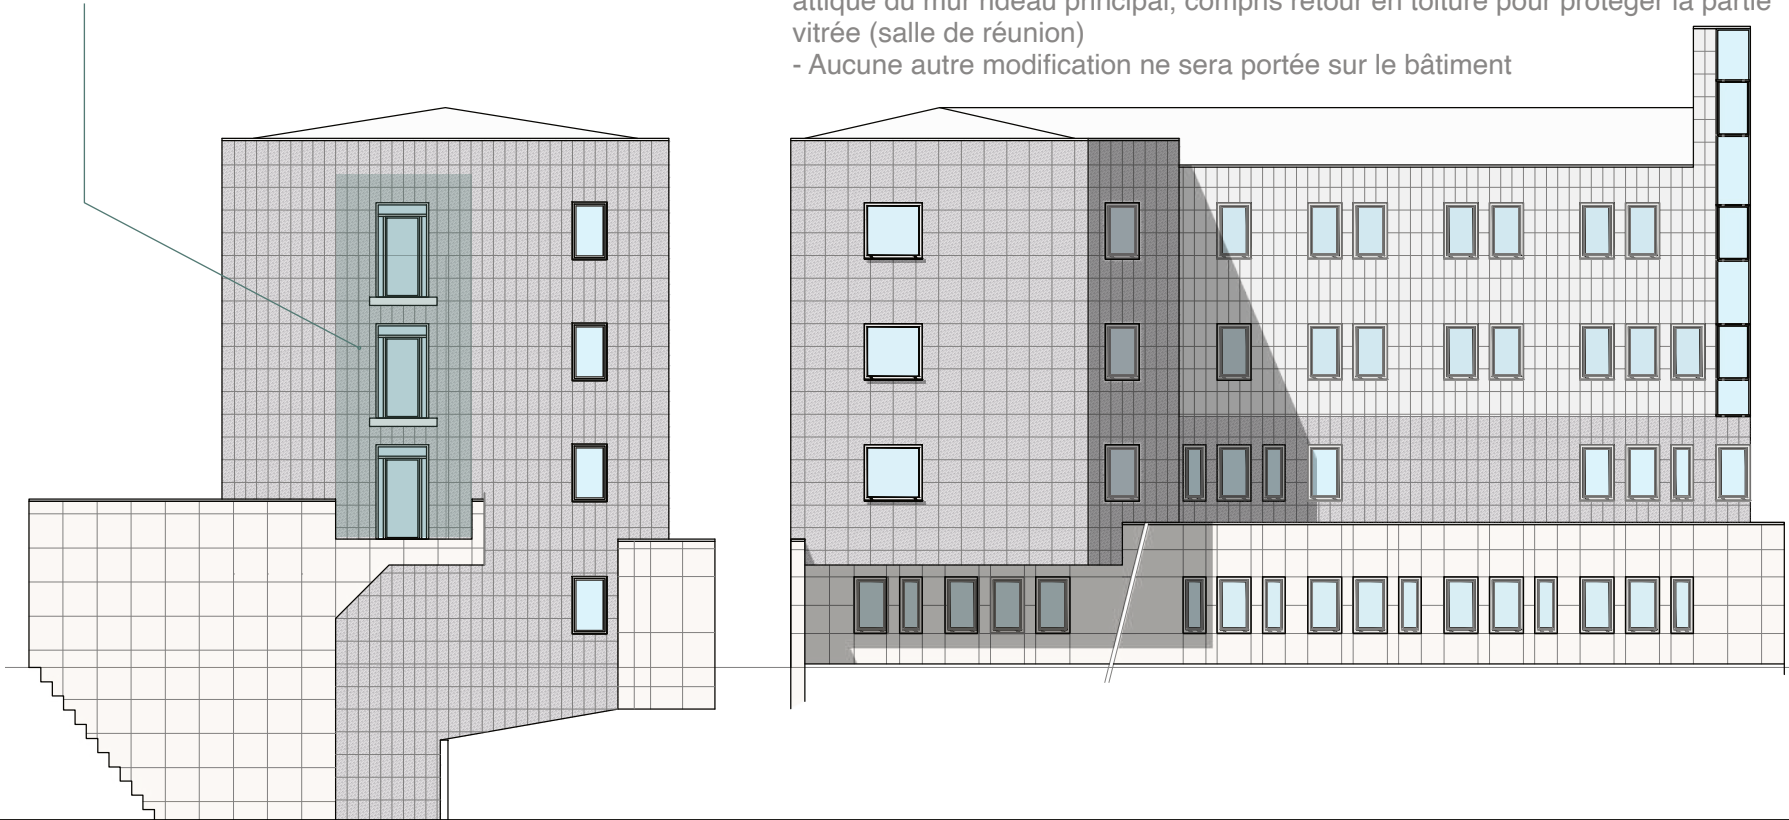 attique du mur rideau principal, compris retour en toiture pour protéger la partie
vitrée (salle de réunion)
- Aucune autre modification ne sera portée sur le bâtiment